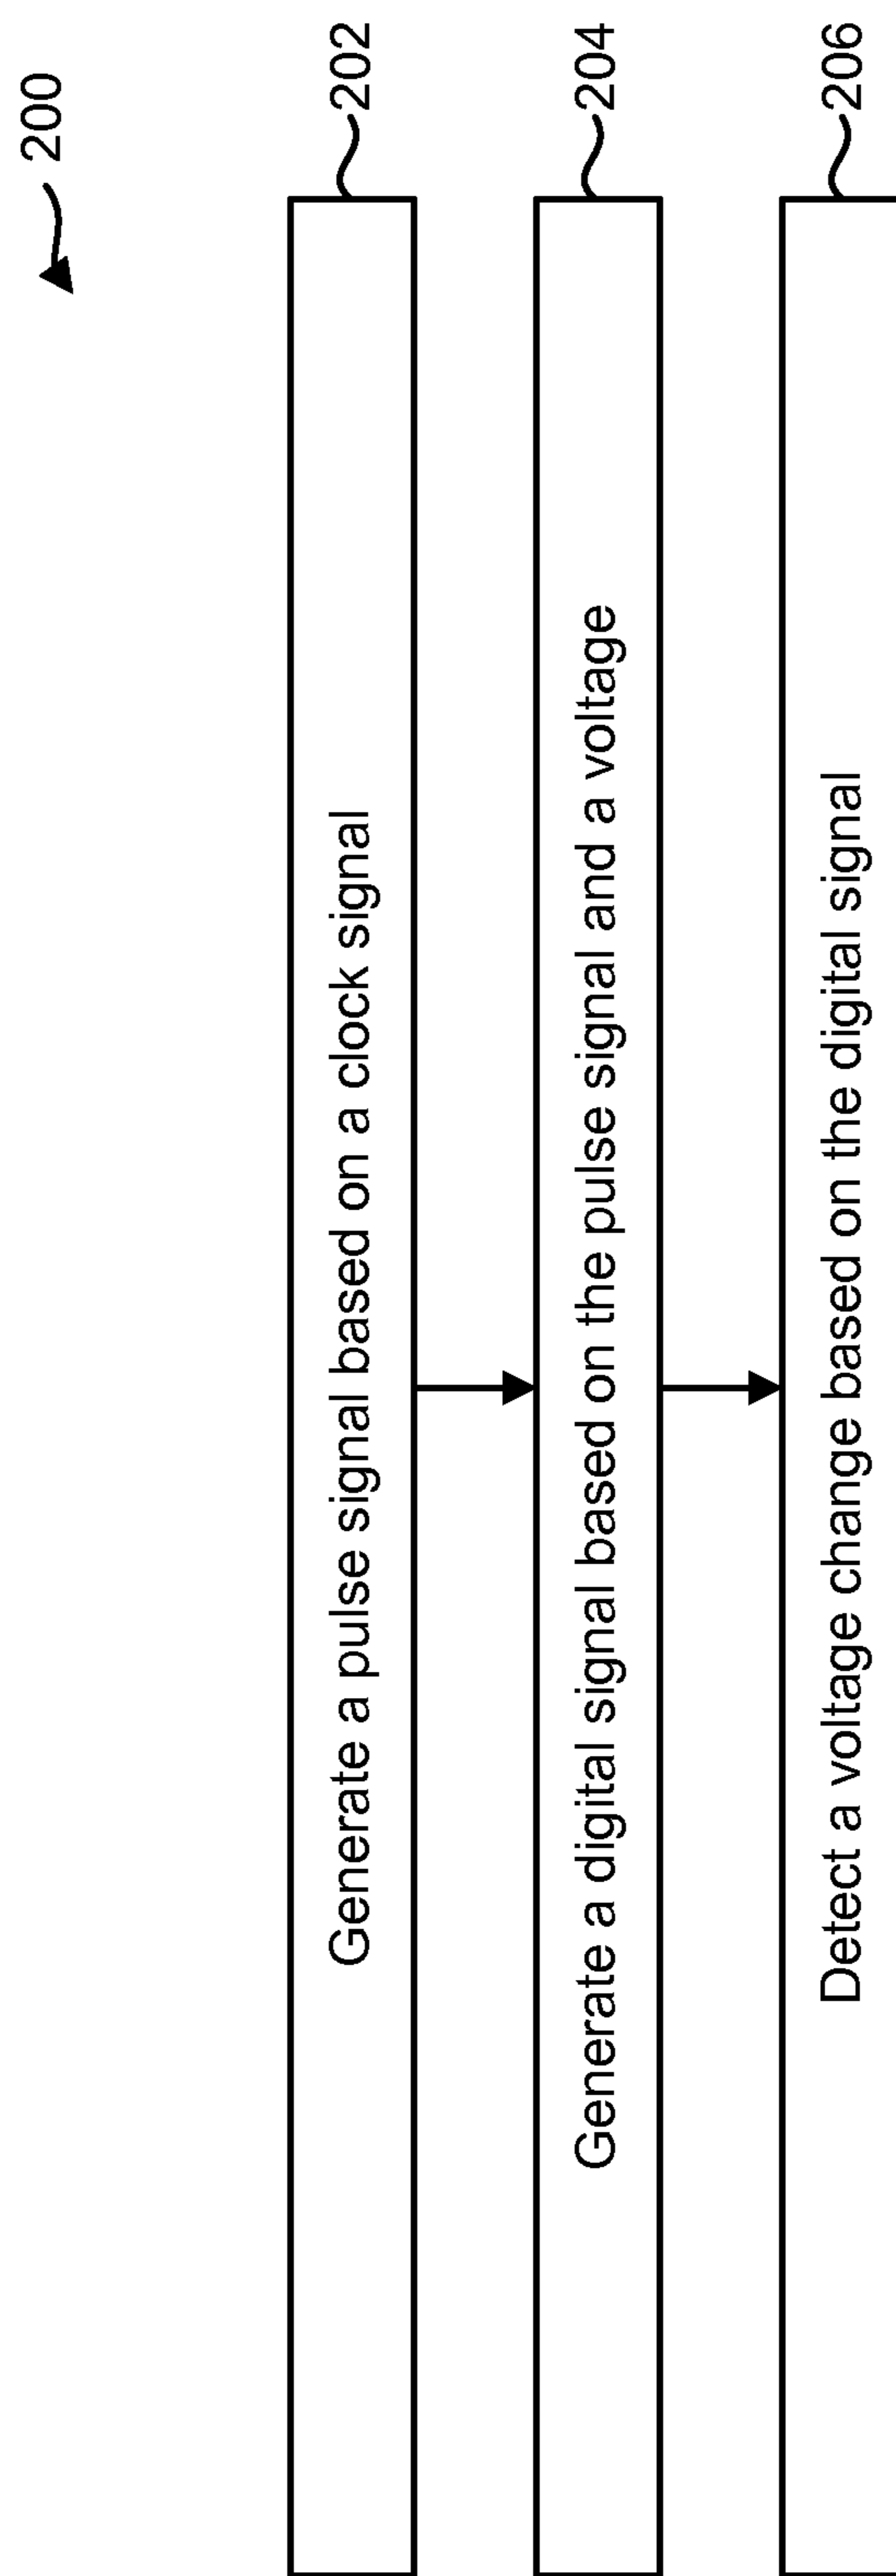 200
Generate a pulse signal based on a clock signal
202
Generate a digital signal based on the pulse signal and a voltage
204
Detect a voltage change based on the digital signal
206